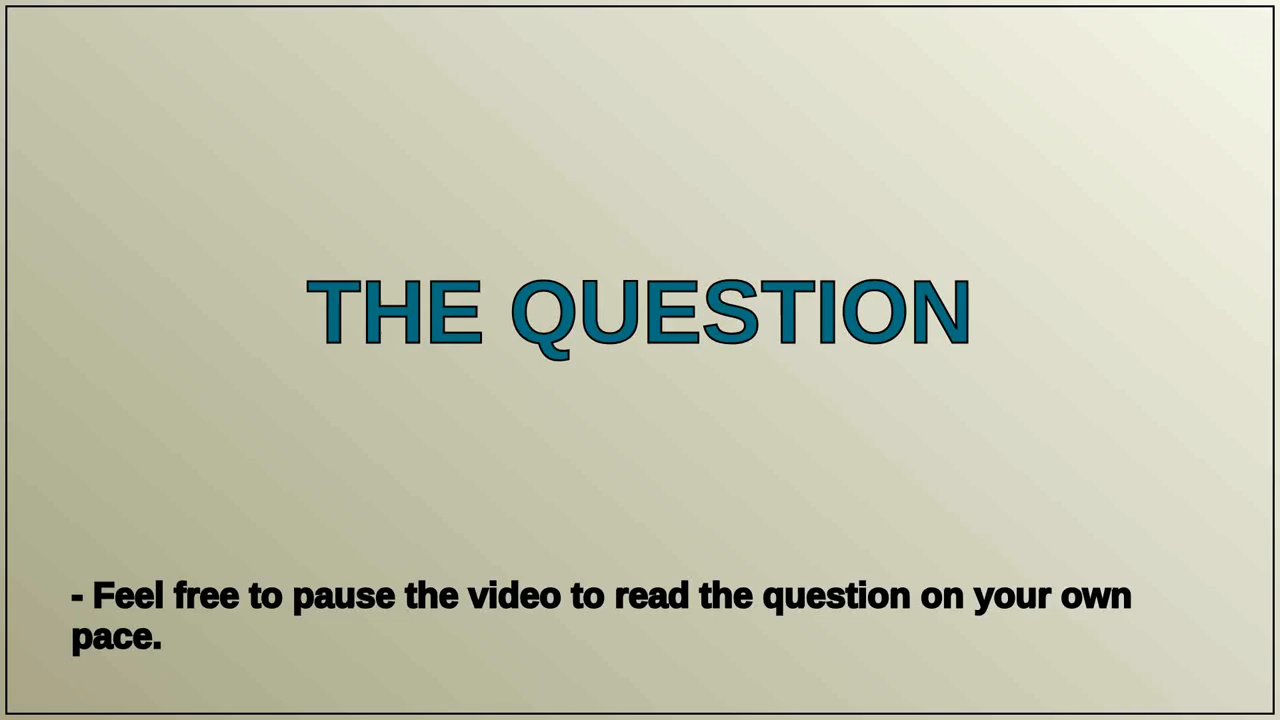 THE QUESTION
- Feel free to pause the video to read the question on your own
pace.